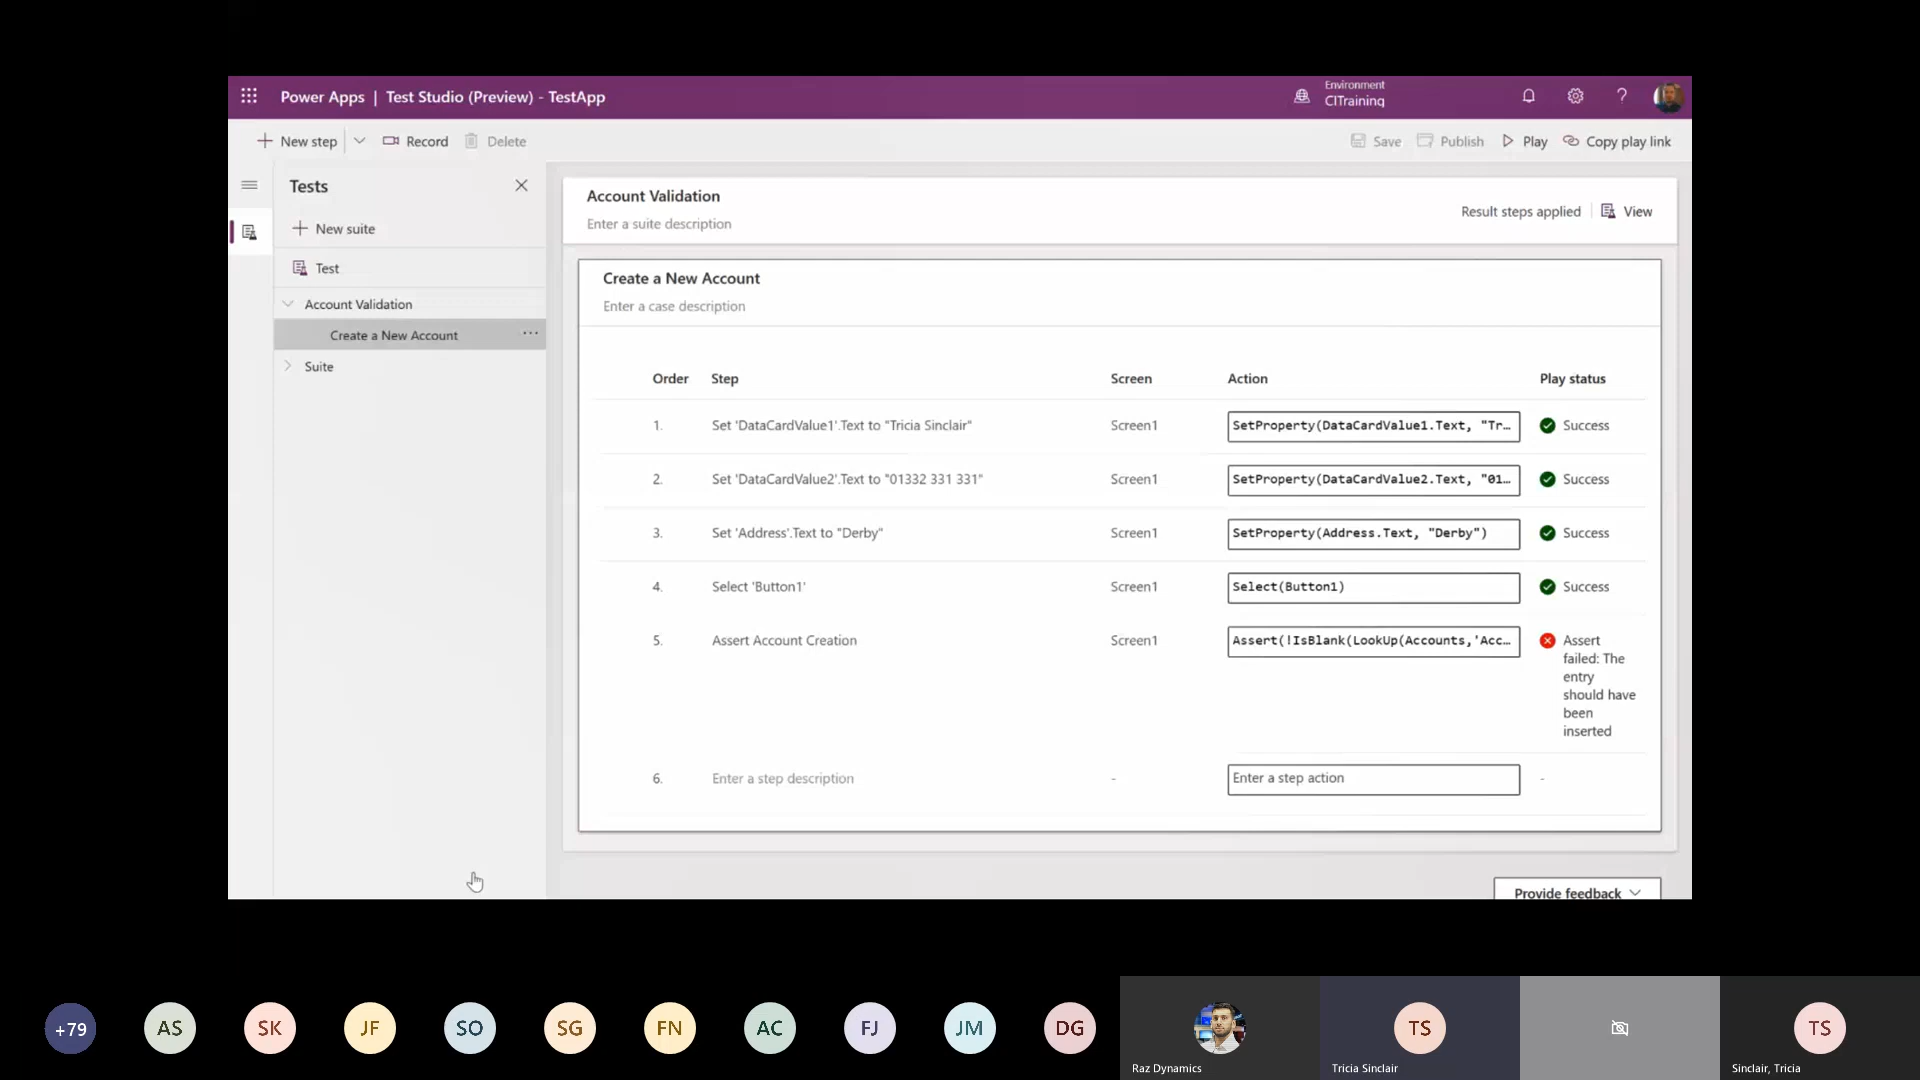 Power Apps | Test Studio (Preview) - TestApp
Environment
CITraining
?
New step
Record
Delete
Save
Publish
Play
Copy play link
Tests
New suite
Test
Account Validation
Create a New Account
...
Suite
Account Validation
Enter a suite description
Result steps applied
View
Create a New Account
Enter a case description
Order Step Screen Action Play status
1. Set 'DataCardValue1'.Text to "Tricia Sinclair" Screen1 SetProperty(DataCardValue1.Text, "Tr... Success
2. Set 'DataCardValue2'.Text to "01332 331 331" Screen1 SetProperty(DataCardValue2.Text, "01... Success
3. Set 'Address'.Text to "Derby" Screen1 SetProperty(Address.Text, "Derby") Success
4. Select 'Button1' Screen1 Select(Button1) Success
5. Assert Account Creation Screen1 Assert(!IsBlank(LookUp(Accounts,'Acc... Assert
failed: The
entry
should have
been
inserted
6. Enter a step description - Enter a step action -
Provide feedback
+79 AS SK JF SO SG FN AC FJ JM DG TS TS
Raz Dynamics
Tricia Sinclair
Sinclair, Tricia